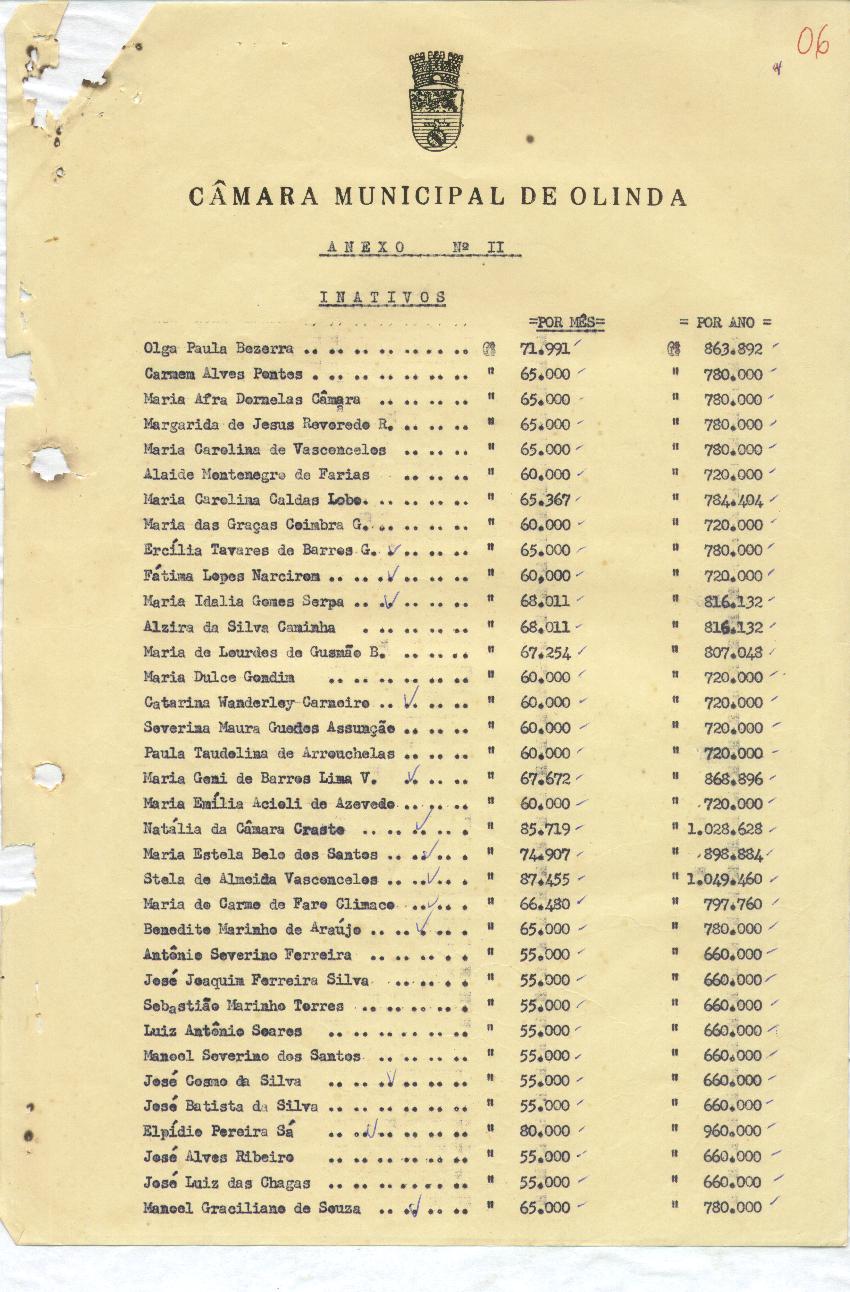 06
CÂMARA MUNICIPAL DE OLINDA
ANEXO Nº II
INATIVOS
=POR MÊS= = POR ANO =
Olga Paula Bezerra .. .. .. .. .. .. .. 71.991 863.892
Carmem Alves Pontes . .. .. .. .. .. .. " 65.000 " 780.000
Maria Afra Dornelas Câmara .. .. .. .. " 65.000 " 780.000
Margarida de Jesus Reveredo R. .. .. .. " 65.000 " 780.000
Maria Carolina de Vasconcelos .. .. .. " 65.000 " 780.000
Alaide Montenegro de Farias .. .. .. " 60.000 " 720.000
Maria Carolina Caldas Lobo. .. .. .. .. " 65.367 " 784.404
Maria das Graças Coimbra G... .. .. .. " 60.000 " 720.000
Ercília Tavares de Barros G. .. .. .. .. " 65.000 " 780.000
Fátima Lopes Narcirom .. .. .. .. .. .. " 60.000 " 720.000
Maria Idalia Gomes Serpa .. .. .. .. .. " 68.011 " 816.132
Alzira da Silva Caminha . .. .. .. .. " 68.011 " 816.132
Maria de Lourdes de Gusmão B. .. .. .. " 67.254 " 807.048
Maria Dulce Gondim .. .. .. .. .. .. " 60.000 " 720.000
Catarina Wanderley Carneiro .. .. .. .. " 60.000 " 720.000
Severina Maura Guedes Assunção .. .. .. " 60.000 " 720.000
Paula Taudelina de Arrouchelas .. .. .. " 60.000 " 720.000
Maria Geni de Barros Lima V. .. .. .. " 67.672 " 868.896
Maria Emília Acioli de Azevedo.. .. .. .. " 60.000 " 720.000
Natália da Câmara Crasto .. .. .. .. . " 85.719 " 1.028.628
Maria Estela Belo dos Santos .. .. .. . " 74.907 " 898.884
Stela de Almeida Vasconcelos .. .. .. . " 87.455 " 1.049.460
Maria do Carmo de Faro Climaco .. .. . " 66.480 " 797.760
Benedito Marinho de Araújo .. .. .. .. . " 65.000 " 780.000
Antônio Severino Ferreira .. .. .. . . " 55.000 " 660.000
José Joaquim Ferreira Silva .. .. .. . " 55.000 " 660.000
Sebastião Marinho Torres .. .. .. .. . " 55.000 " 660.000
Luiz Antônio Soares .. .. .. .. .. .. " 55.000 " 660.000
Manoel Severino dos Santos .. .. .. .. " 55.000 " 660.000
José Cosmo da Silva .. .. .. .. .. .. " 55.000 " 660.000
José Batista da Silva .. .. .. .. .. .. " 55.000 " 660.000
Elpídio Pereira Sá .. .. .. .. .. .. " 80.000 " 960.000
José Alves Ribeiro .. .. .. .. .. .. " 55.000 " 660.000
José Luiz das Chagas .. .. .. .. .. .. " 55.000 " 660.000
Manoel Graciliano de Souza .. .. .. .. " 65.000 " 780.000